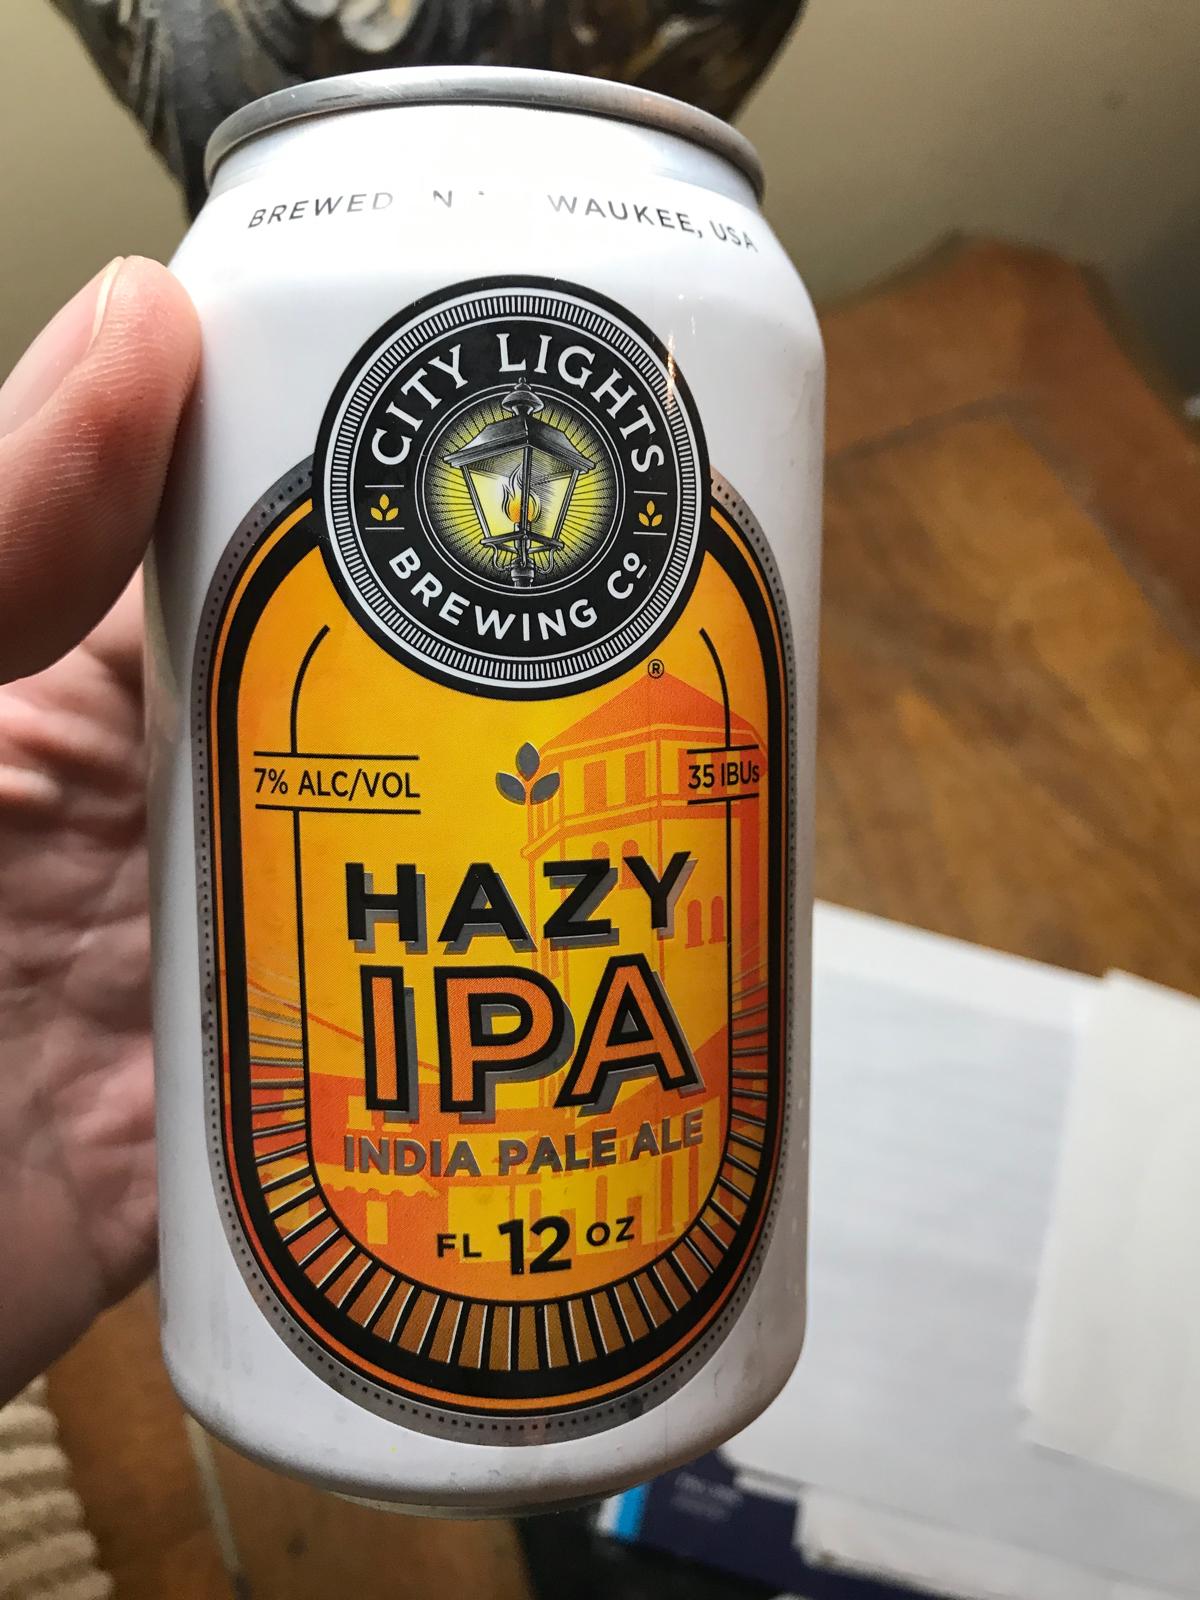 BREWED WAUKEE, USA
CITY LIGHTS
BREWING Cº
®
7% ALC/VOL
35 IBUs
HAZY
IPA
INDIA PALE ALE
FL 12 OZ